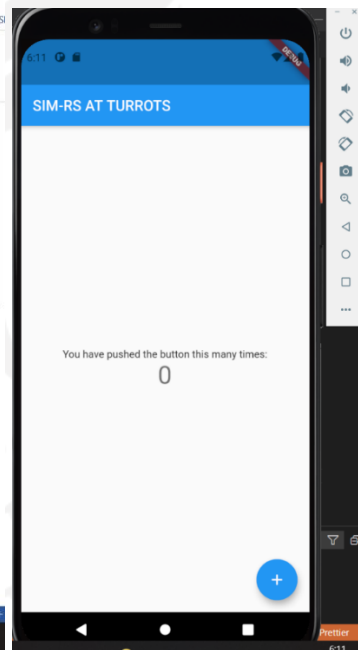 6:11
DEBUG
SIM-RS AT TURROTS
You have pushed the button this many times:
0
+
Prettier
6:11